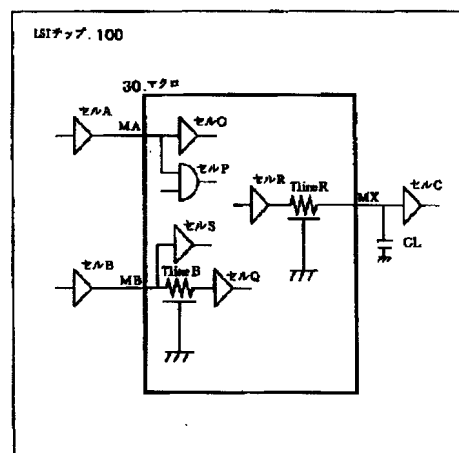 LSIチップ. 100
30.マクロ
セルA
MA
セルO
セルP
セルR
TlineR
MX
セルC
CL
セルS
TlineB
セルB
MB
セルQ